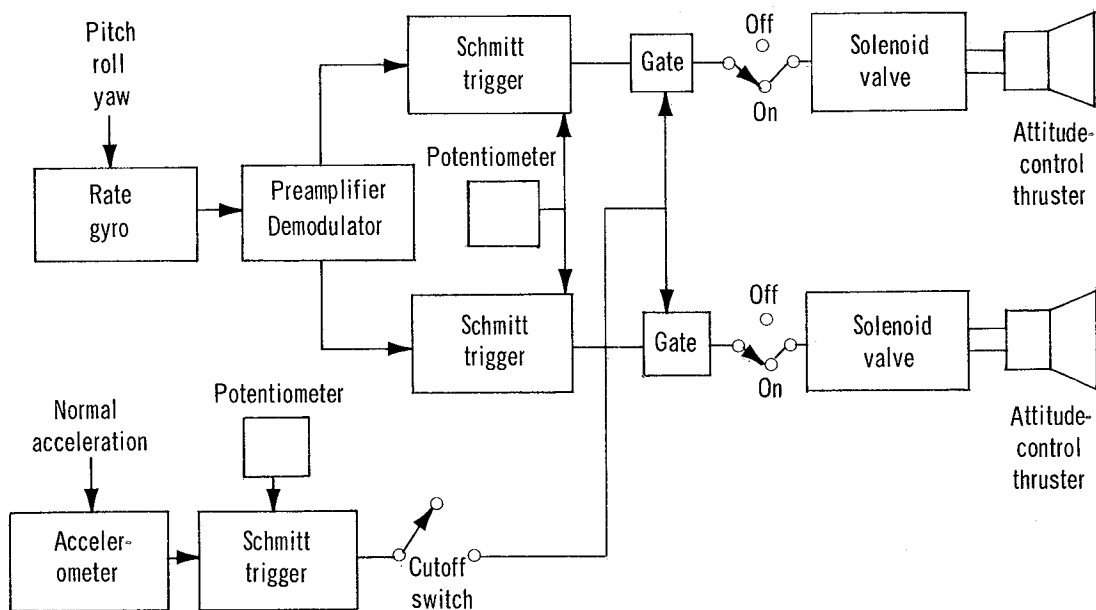 Pitch
roll
yaw
Rate
gyro
Preamplifier
Demodulator
Schmitt
trigger
Potentiometer
Schmitt
trigger
Gate
Off
On
Solenoid
valve
Attitude-
control
thruster
Gate
Off
On
Solenoid
valve
Attitude-
control
thruster
Normal
acceleration
Acceler-
ometer
Potentiometer
Schmitt
trigger
Cutoff
switch